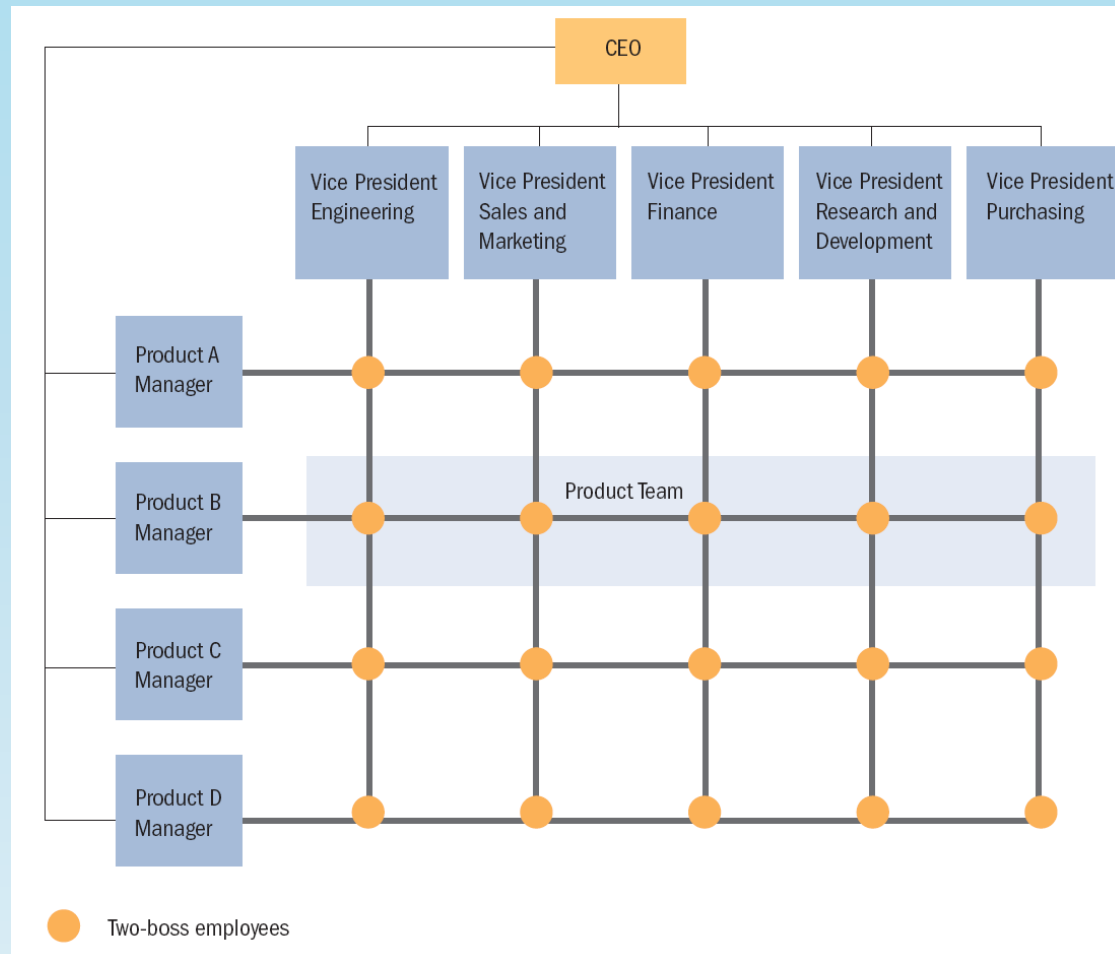 CEO
Vice President
Engineering
Vice President
Sales and
Marketing
Vice President
Finance
Vice President
Research and
Development
Vice President
Purchasing
Product A
Manager
Product B
Manager
Product Team
Product C
Manager
Product D
Manager
Two-boss employees